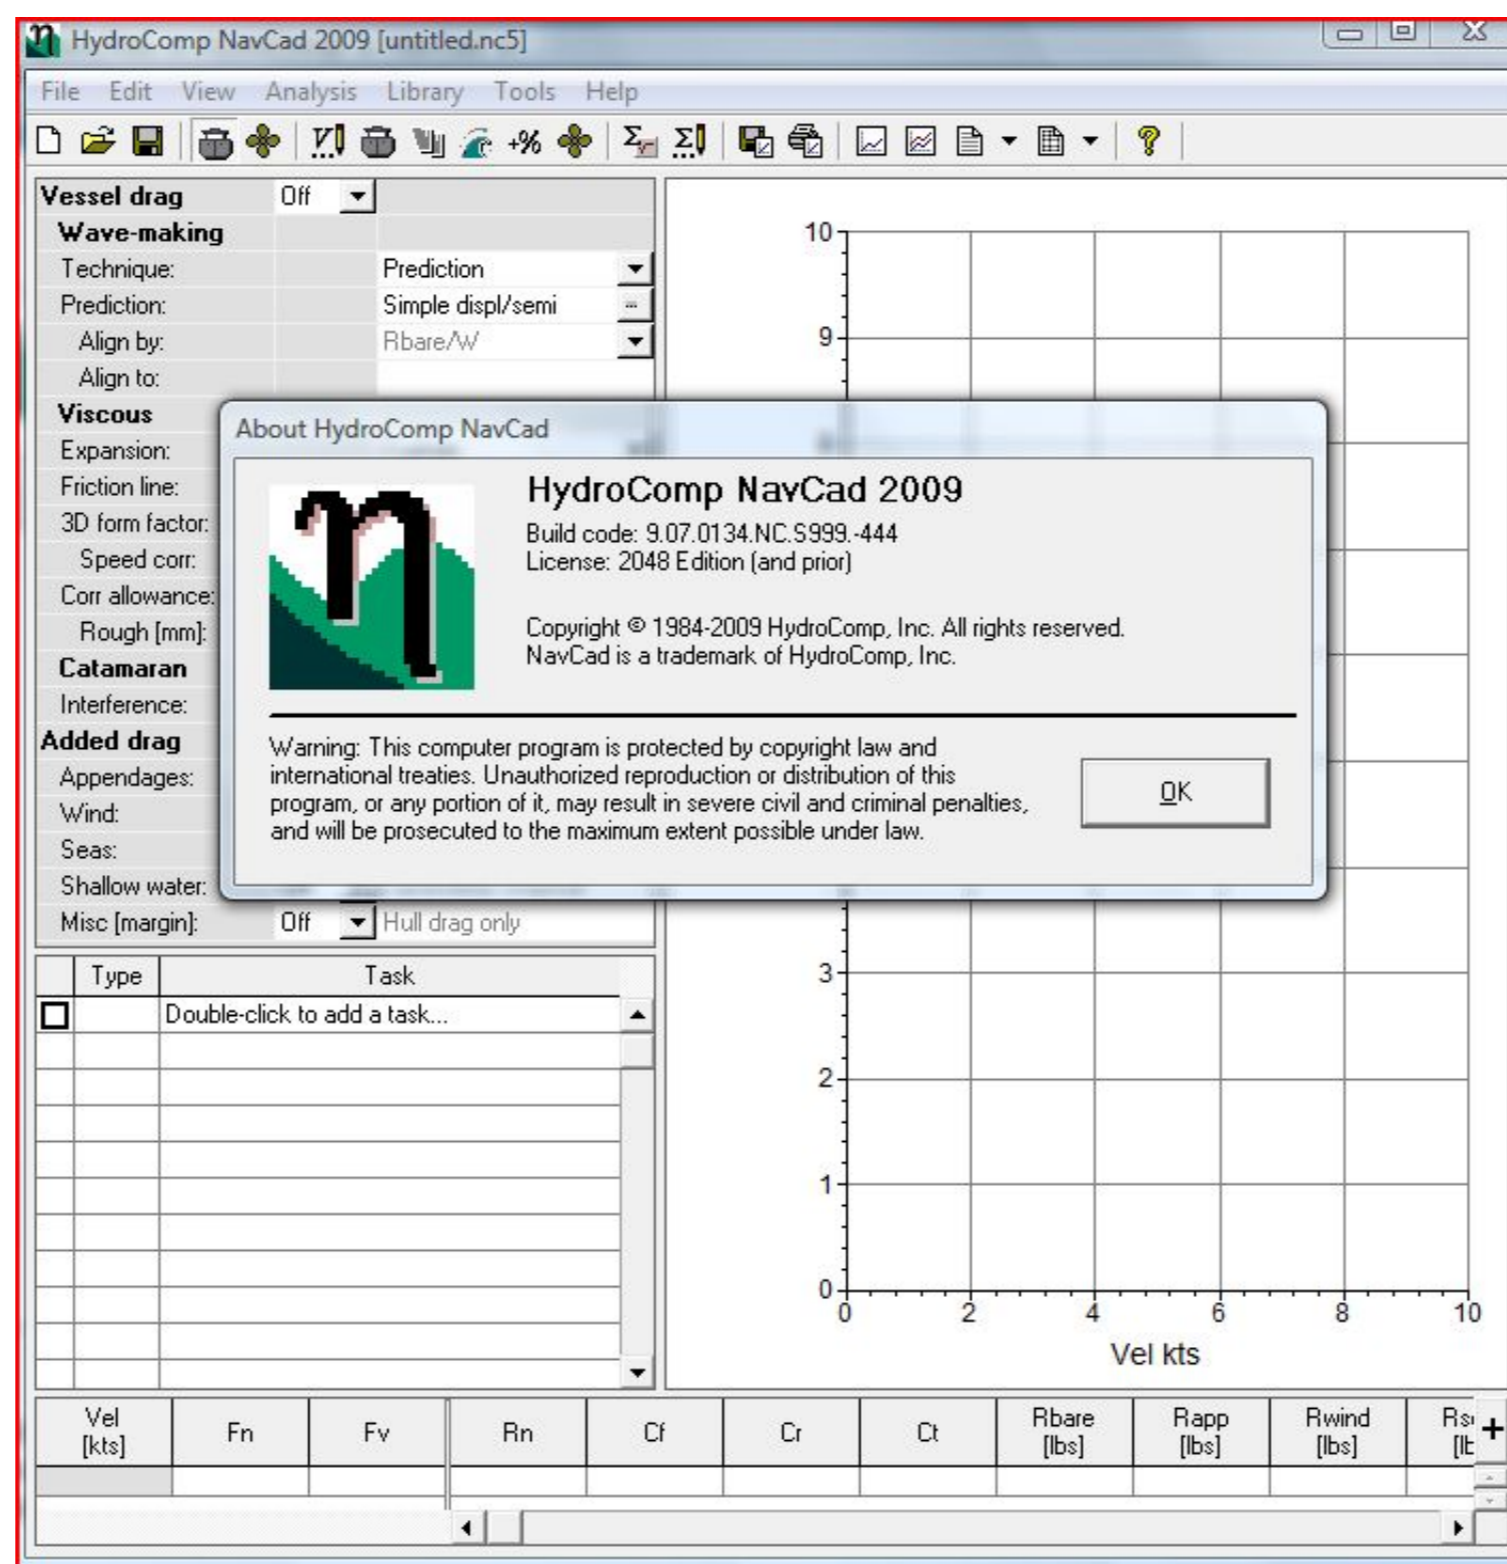 HydroComp NavCad 2009 [untitled.nc5]
File Edit View Analysis Library Tools Help
Vessel drag Off
Wave-making
Technique: Prediction
Prediction: Simple displ/semi
Align by: Rbare/W
Align to:
Viscous
Expansion:
Friction line:
3D form factor:
Speed corr:
Corr allowance:
Rough [mm]:
Catamaran
Interference:
Added drag
Appendages:
Wind:
Seas:
Shallow water:
Misc [margin]: Off Hull drag only
About HydroComp NavCad
HydroComp NavCad 2009
Build code: 9.07.0134.NC.S999.-444
License: 2048 Edition (and prior)
Copyright © 1984-2009 HydroComp, Inc. All rights reserved.
NavCad is a trademark of HydroComp, Inc.
Warning: This computer program is protected by copyright law and
international treaties. Unauthorized reproduction or distribution of this
program, or any portion of it, may result in severe civil and criminal penalties,
and will be prosecuted to the maximum extent possible under law.
OK
Type Task
Double-click to add a task...
10
9
3
2
1
0
0 2 4 6 8 10
Vel kts
Vel [kts] Fn Fv Rn Cf Cr Ct Rbare [lbs] Rapp [lbs] Rwind [lbs]